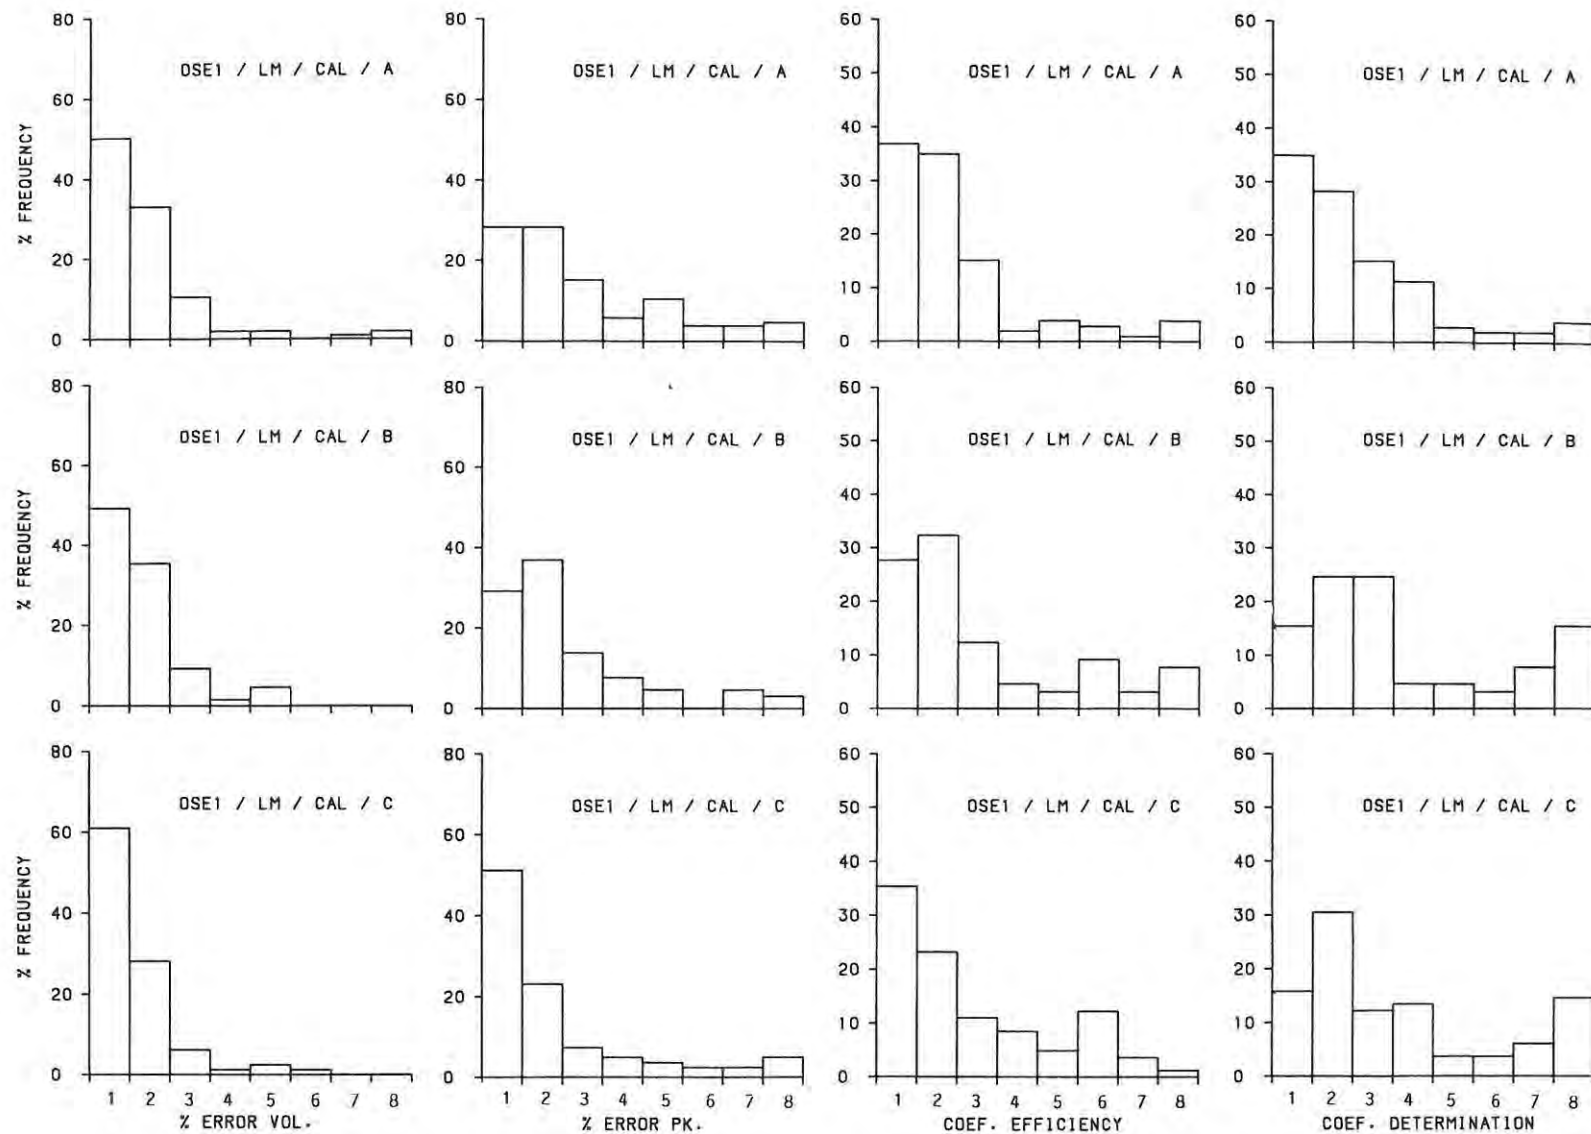 80 60 40 20 0
% FREQUENCY
OSE1 / LM / CAL / A
80 60 40 20 0
OSE1 / LM / CAL / A
60 50 40 30 20 10 0
OSE1 / LM / CAL / A
60 50 40 30 20 10 0
OSE1 / LM / CAL / A
80 60 40 20 0
% FREQUENCY
OSE1 / LM / CAL / B
80 60 40 20 0
OSE1 / LM / CAL / B
60 50 40 30 20 10 0
OSE1 / LM / CAL / B
60 50 40 30 20 10 0
OSE1 / LM / CAL / B
80 60 40 20 0
% FREQUENCY
OSE1 / LM / CAL / C
1 2 3 4 5 6 7 8
% ERROR VOL.
80 60 40 20 0
OSE1 / LM / CAL / C
1 2 3 4 5 6 7 8
% ERROR PK.
60 50 40 30 20 10 0
OSE1 / LM / CAL / C
1 2 3 4 5 6 7 8
COEF. EFFICIENCY
60 50 40 30 20 10 0
OSE1 / LM / CAL / C
1 2 3 4 5 6 7 8
COEF. DETERMINATION